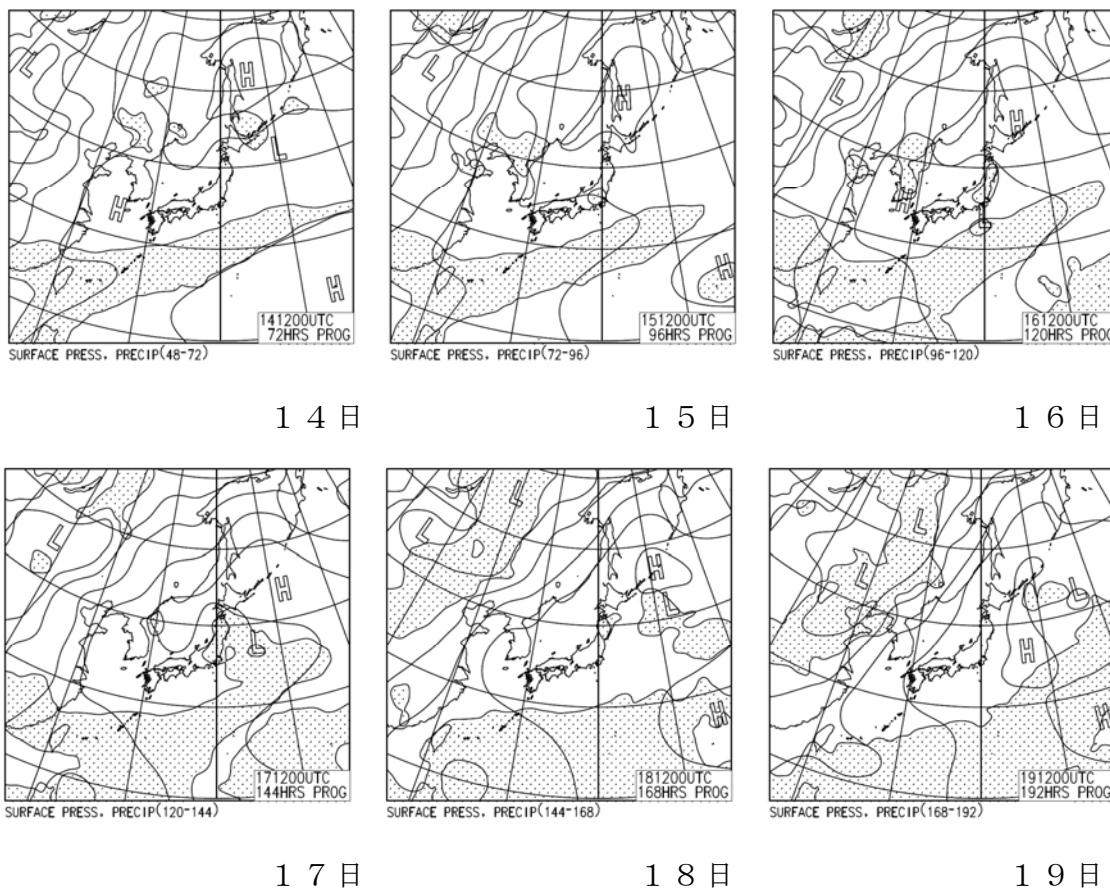 H
L
H
L
H
H
141200UTC
72HRS PROG
SURFACE PRESS, PRECIP(48-72)
L
H
H
151200UTC
96HRS PROG
SURFACE PRESS, PRECIP(72-96)
L
H
H
L
161200UTC
120HRS PROG
SURFACE PRESS, PRECIP(96-120)
14日
15日
16日
L
H
L
171200UTC
144HRS PROG
SURFACE PRESS, PRECIP(120-144)
L
L
H
L
H
181200UTC
168HRS PROG
SURFACE PRESS, PRECIP(144-168)
L
L
L
H
H
191200UTC
192HRS PROG
SURFACE PRESS, PRECIP(168-192)
17日
18日
19日